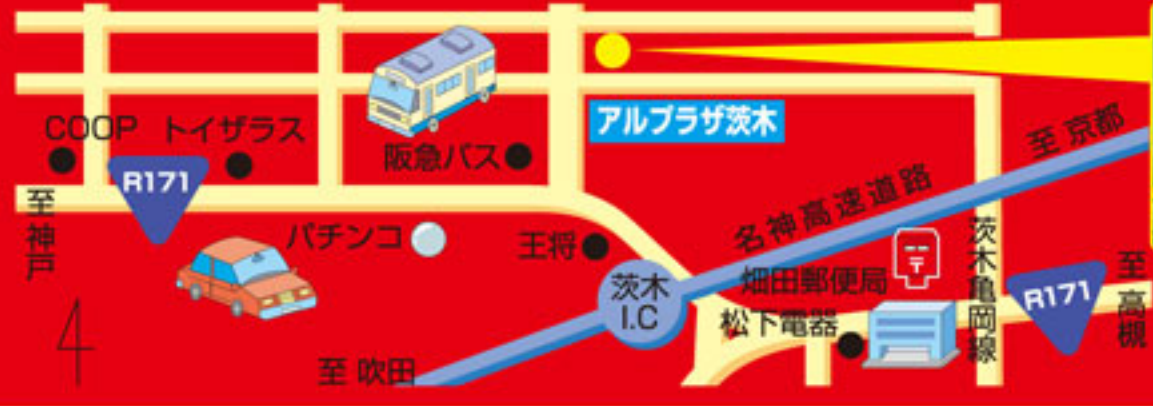 COOP
トイザラス
阪急バス
アルプラザ茨木
至 京都
R171
名神高速道路
至神戸
パチンコ
王将
茨木
I.C
畑田郵便局
〒
茨木亀岡線
R171
至高槻
松下電器
至 吹田
4